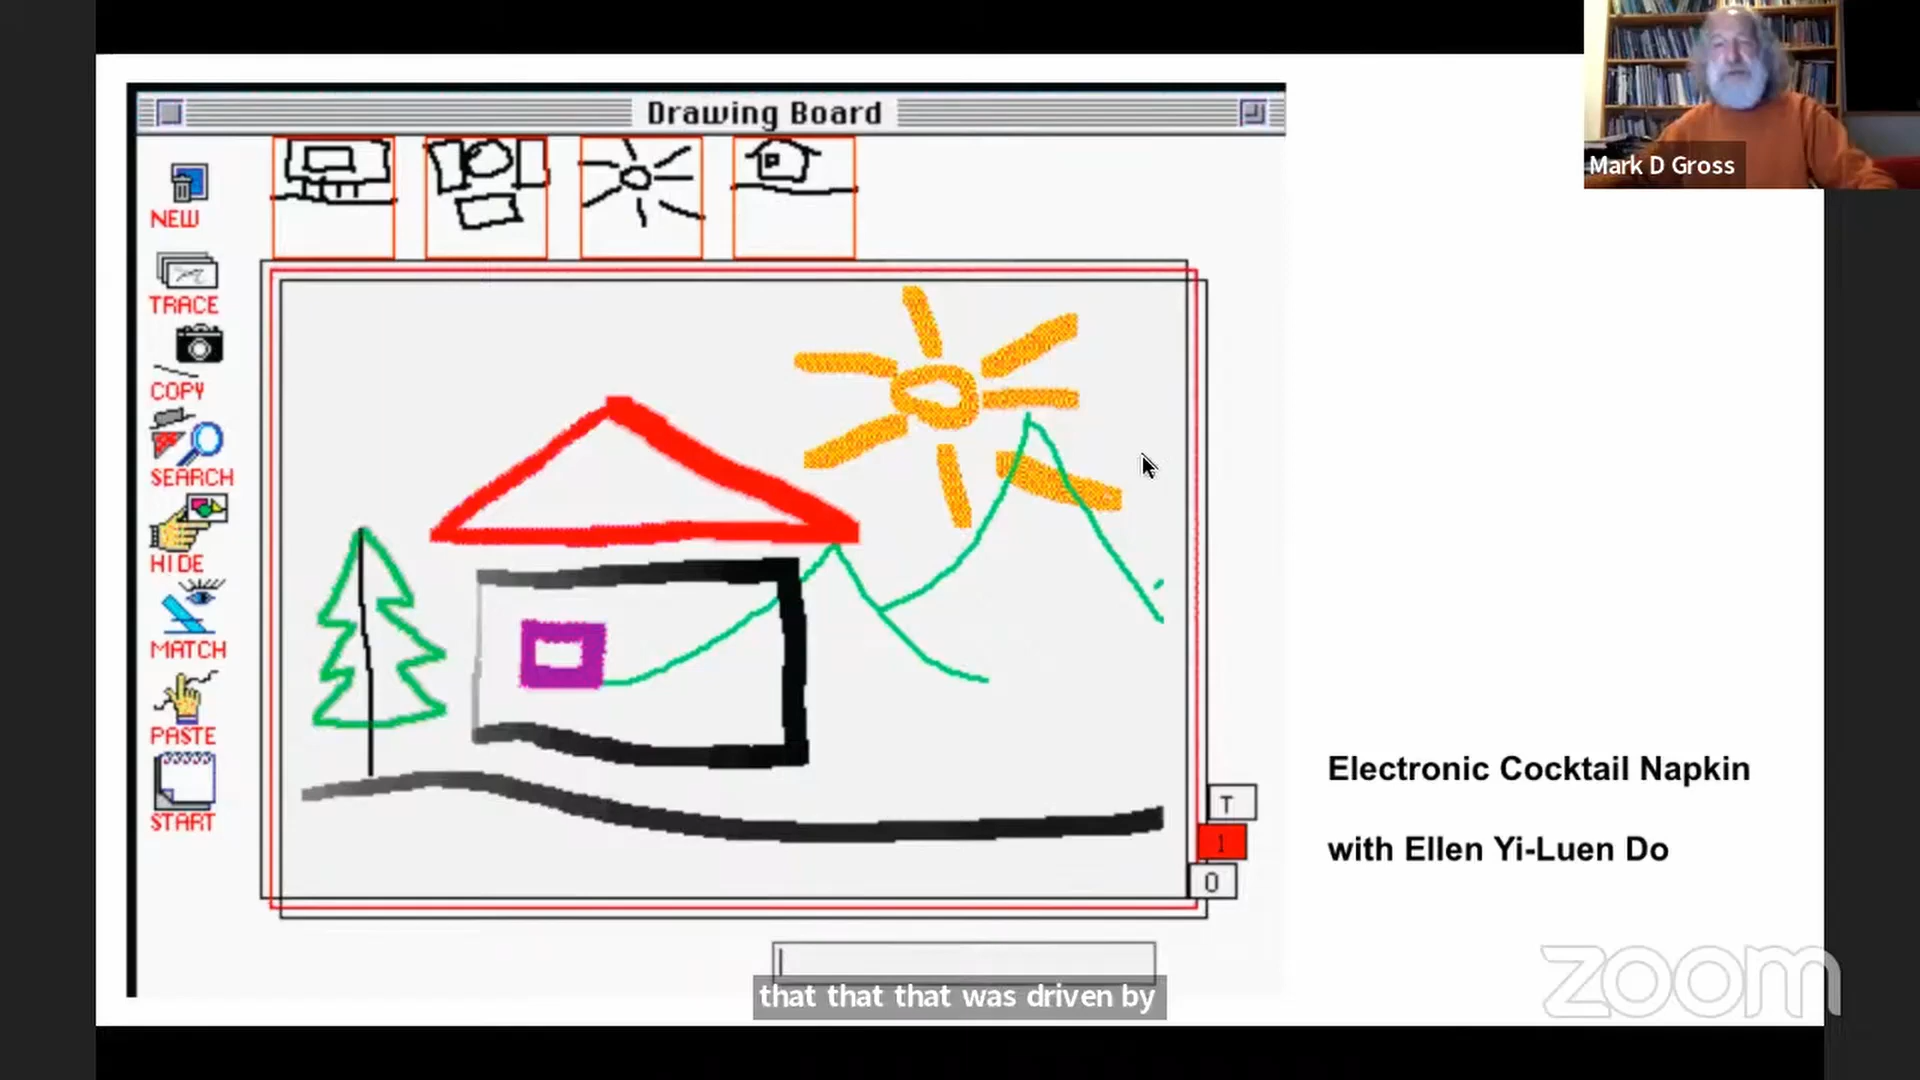 Drawing Board
Mark D Gross
NEW
TRACE
COPY
SEARCH
HIDE
MATCH
PASTE
START
T
1
0
Electronic Cocktail Napkin
with Ellen Yi-Luen Do
that that that was driven by
zoom